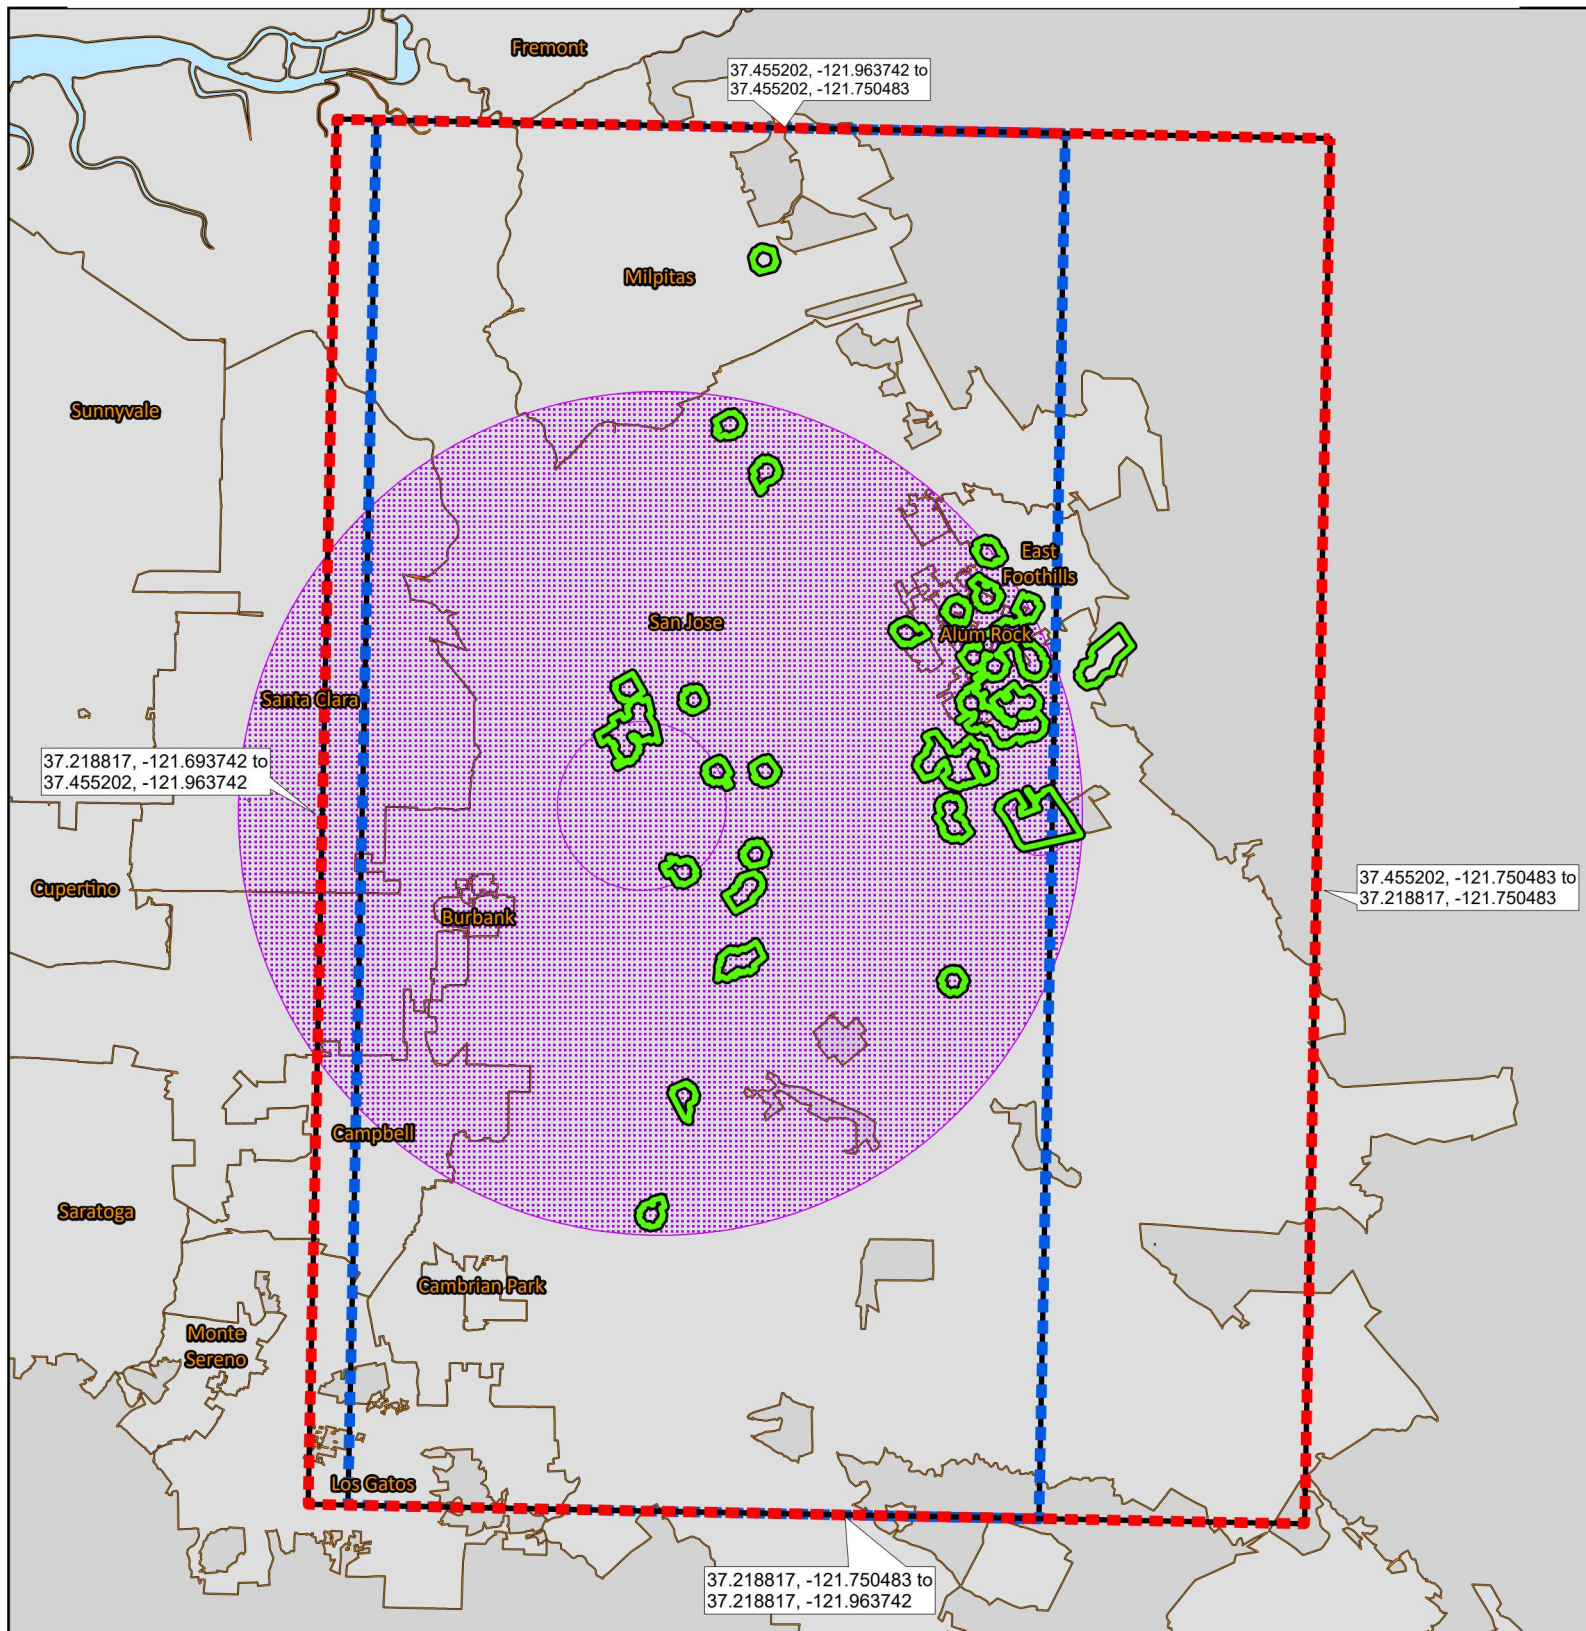 Fremont
37.455202, -121.963742 to
37.455202, -121.750483
Milpitas
Sunnyvale
East
Foothills
San Jose
Alum Rock
Santa Clara
37.218817, -121.693742 to
37.455202, -121.963742
Cupertino
37.455202, -121.750483 to
37.218817, -121.750483
Burbank
Campbell
Saratoga
Cambrian Park
Monte
Sereno
Los Gatos
37.218817, -121.750483 to
37.218817, -121.963742